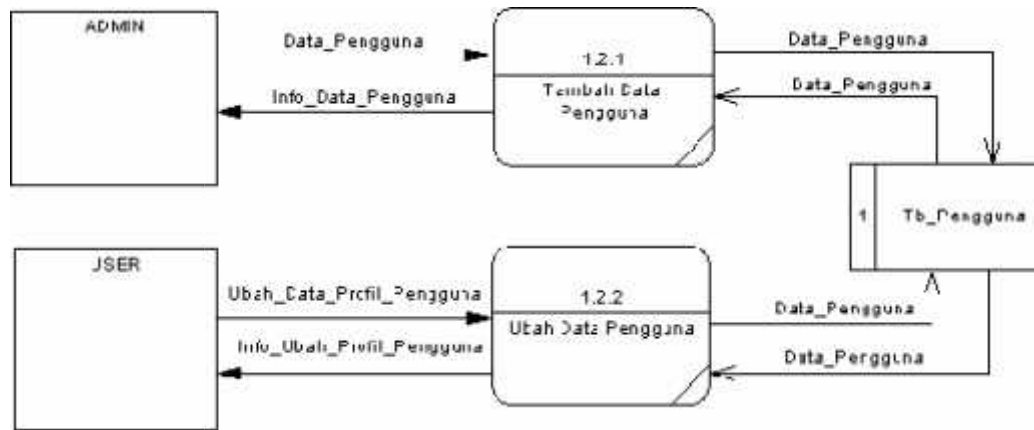 ADMIN
Data_Pengguna
Info_Data_Pengguna
1.2.1
Tambah Data
Pengguna
Data_Pengguna
Data_Pengguna
1
Tb_Pengguna
USER
Ubah_Data_Profil_Pengguna
Info_Ubah_Profil_Pengguna
1.2.2
Ubah Data Pengguna
Data_Pengguna
Data_Pengguna